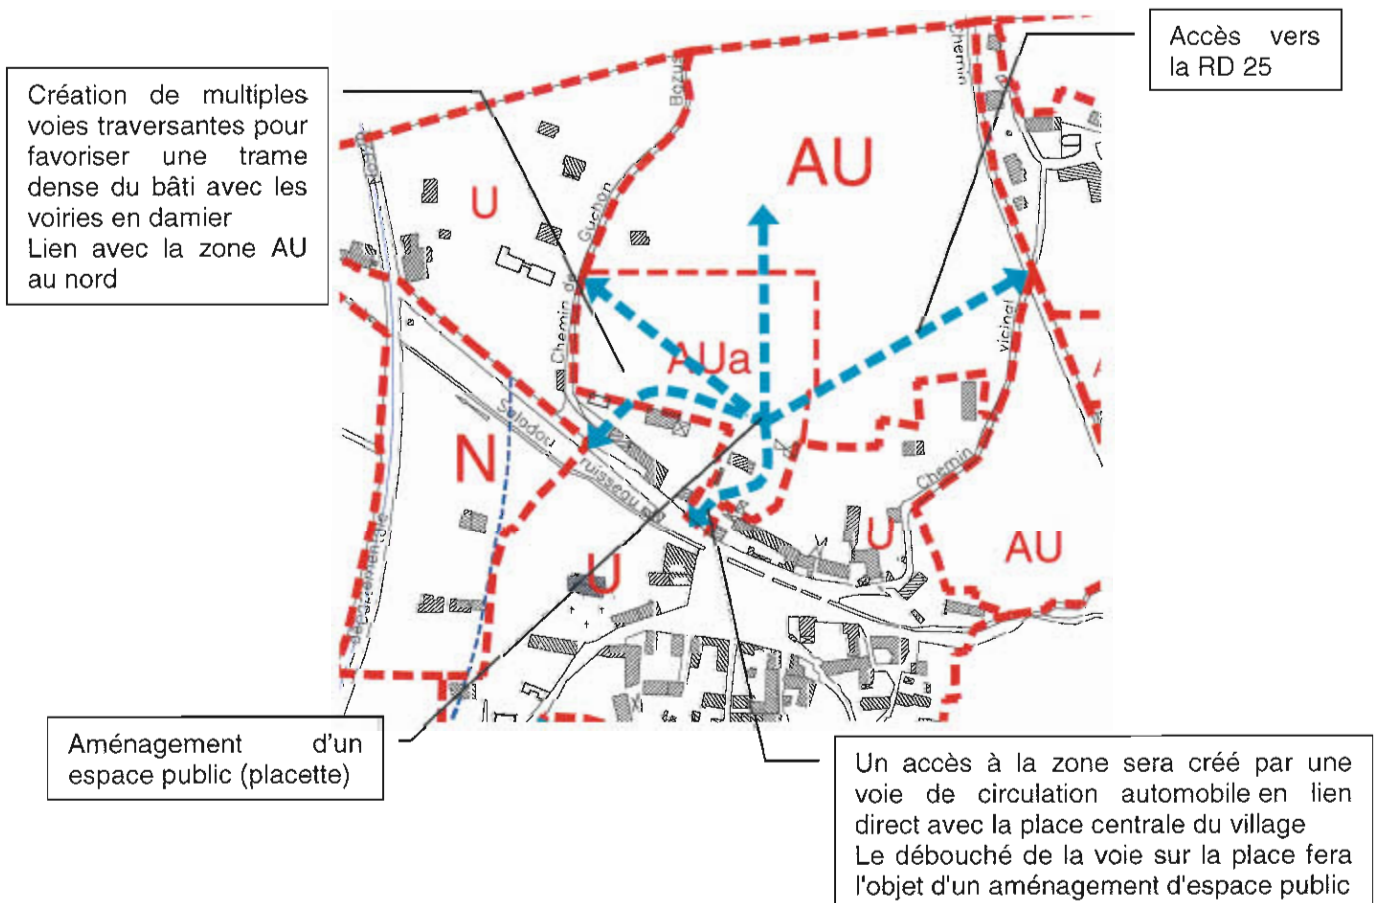 Accès vers
la RD 25
Création de multiples
voies traversantes pour
favoriser une trame
dense du bâti avec les
voiries en damier
Lien avec la zone AU
au nord
Chemin
Bazus
AU
U
Guchon
Chemin de
AUa
vicinal
Chemin
Saladou
ruisseau
N
U
U
AU
départementale
Aménagement d'un
espace public (placette)
Un accès à la zone sera créé par une
voie de circulation automobile en lien
direct avec la place centrale du village
Le débouché de la voie sur la place fera
l'objet d'un aménagement d'espace public